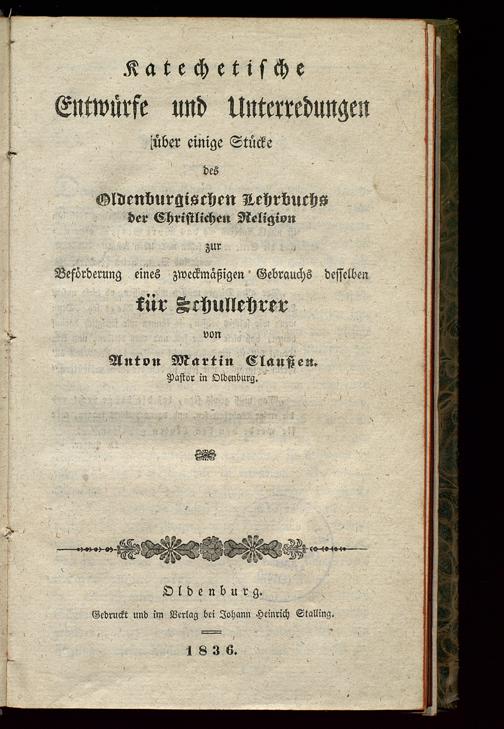 Katechetische
Entwürfe und Unterredungen
über einige Stücke
des
Oldenburgischen Lehrbuchs
der Christlichen Religion
zur
Beförderung eines zweckmäßigen Gebrauchs desselben
für Schullehrer
von
Anton Martin Claußen.
Pastor in Oldenburg.
Oldenburg.
Gedruckt und im Verlag bei Johann Heinrich Stalling.
1836.